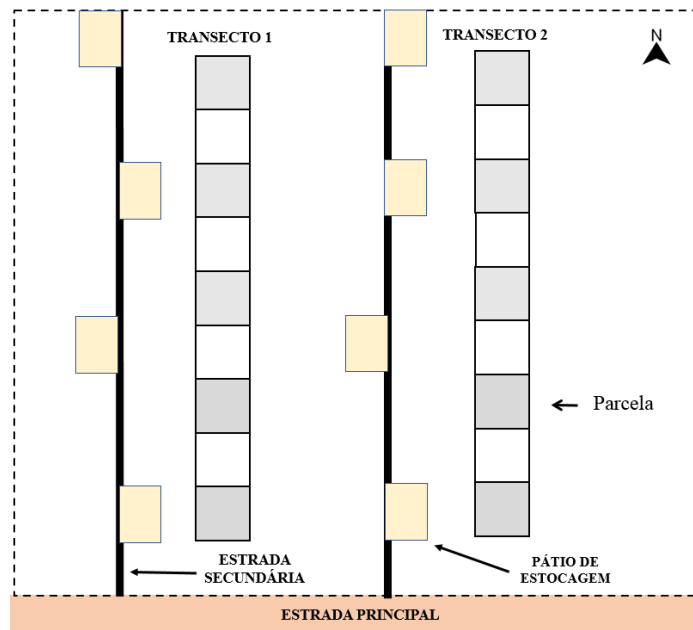 TRANSECTO 1
TRANSECTO 2
N
Parcela
ESTRADA
SECUNDÁRIA
PÁTIO DE
ESTOCAGEM
ESTRADA PRINCIPAL